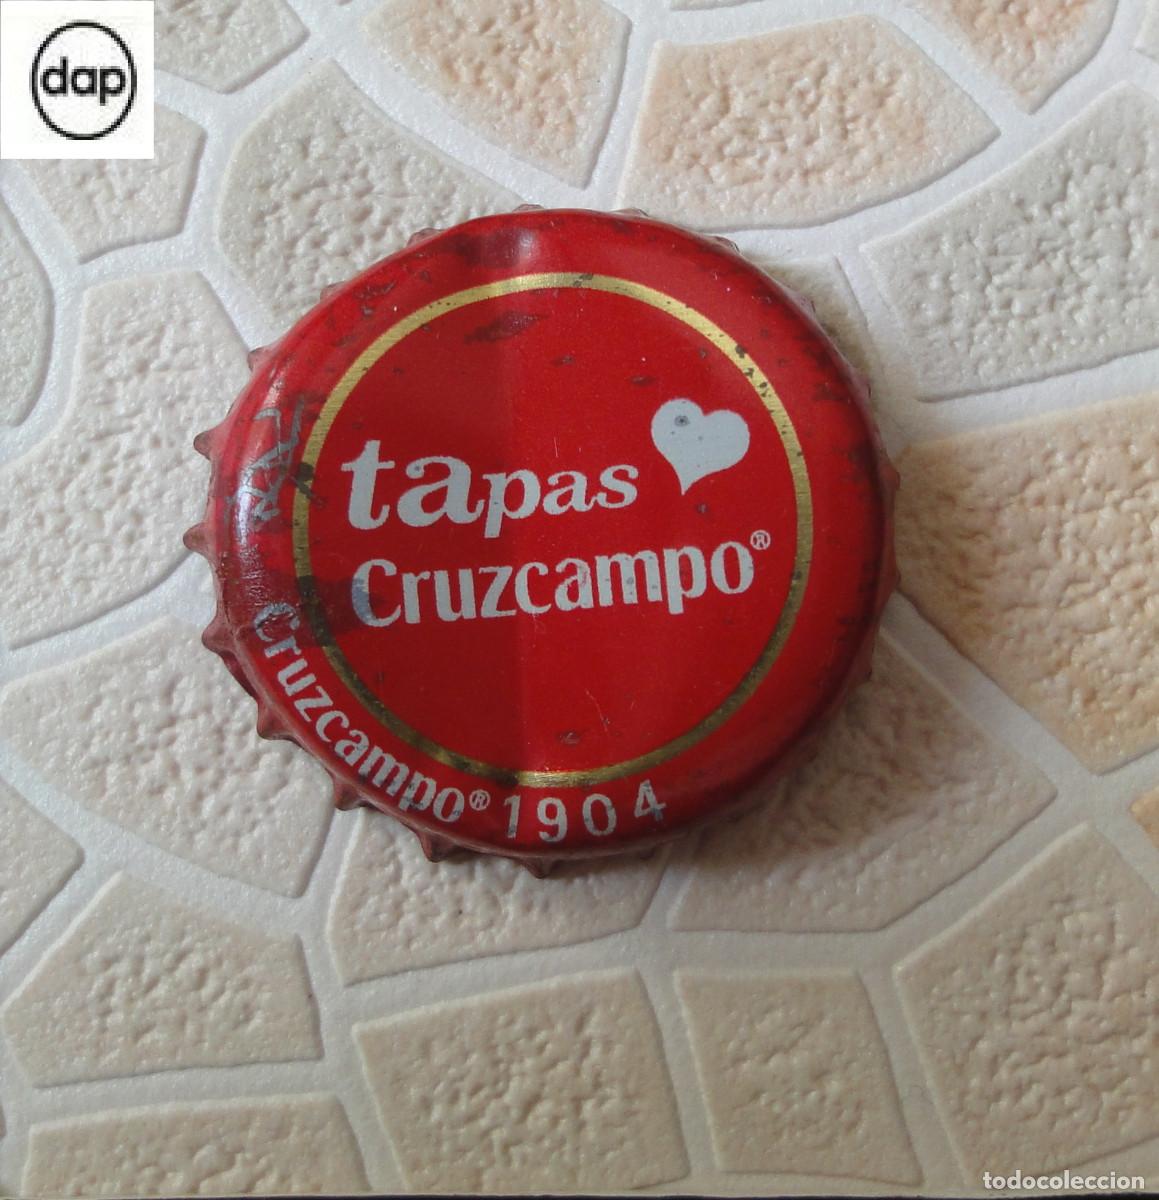 dap
tapas
Cruzcampo®
Cruzcampo® 1904
todocoleccion